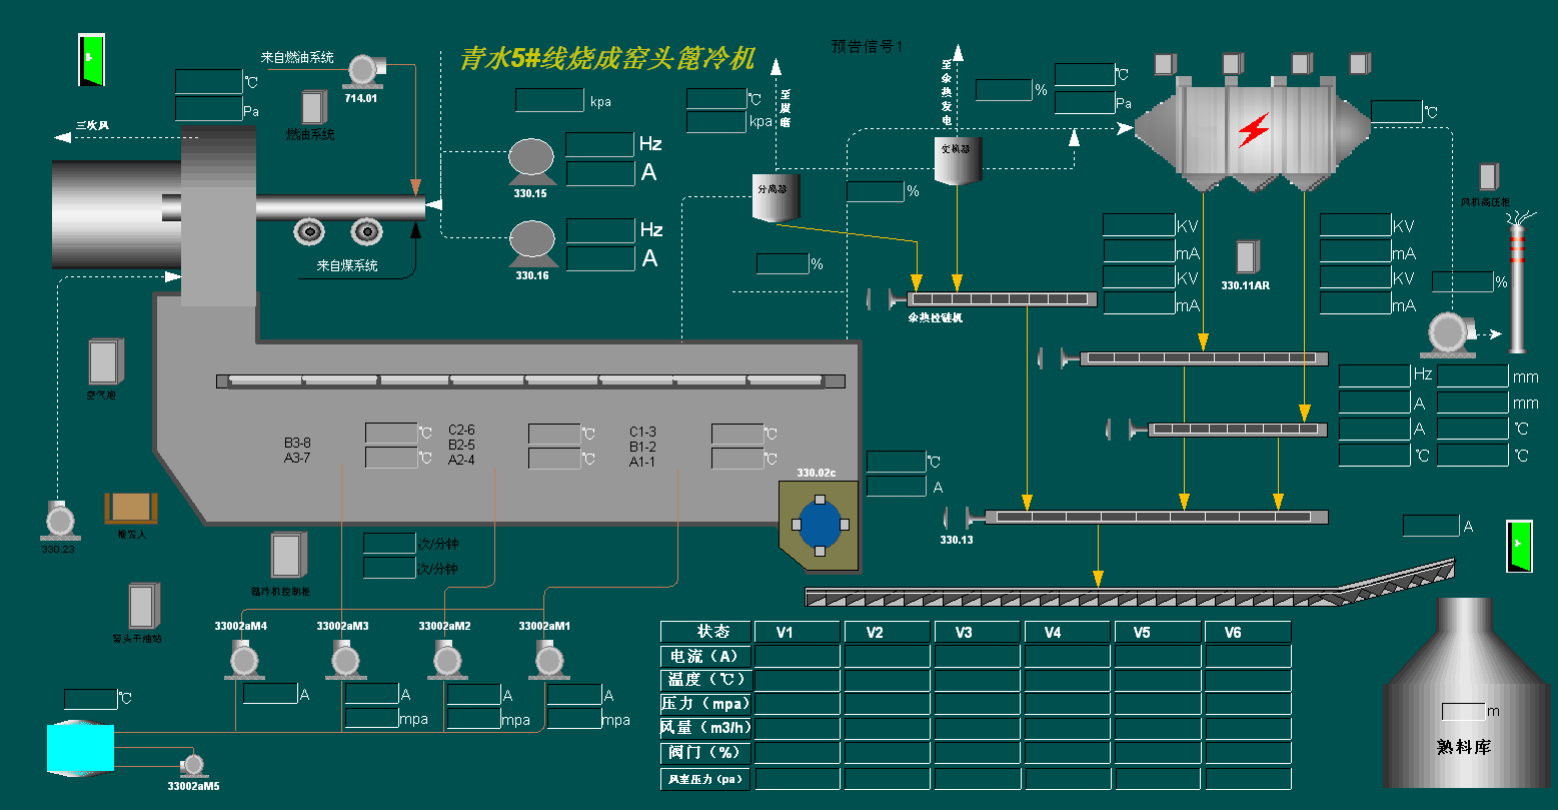 青水5#线烧成窑头篦冷机
预告信号1
来自燃油系统
℃
Pa
714.01
燃油系统
三次风
kpa
℃
kpa
至煤磨
至余热发电
%
℃
Pa
℃
Hz
A
330.15
Hz
A
330.16
分离器
%
%
来自煤系统
KV
mA
KV
mA
330.11AR
KV
mA
KV
mA
风机高压柜
%
余热拉链机
空气炮
Hz
mm
A
mm
A
℃
℃
℃
B3-8
A3-7
℃
℃
C2-6
B2-5
A2-4
℃
℃
C1-3
B1-2
A1-1
℃
℃
330.02c
℃
A
330.13
A
330.23
篦冷机控制柜
次/分钟
次/分钟
窑头干油站
33002aM4
33002aM3
33002aM2
33002aM1
A
A
mpa
A
mpa
A
mpa
℃
33002aM5
状态 V1 V2 V3 V4 V5 V6
电流（A）
温度（℃）
压力（mpa）
风量（m3/h）
阀门（%）
风室压力（pa）
m
熟料库